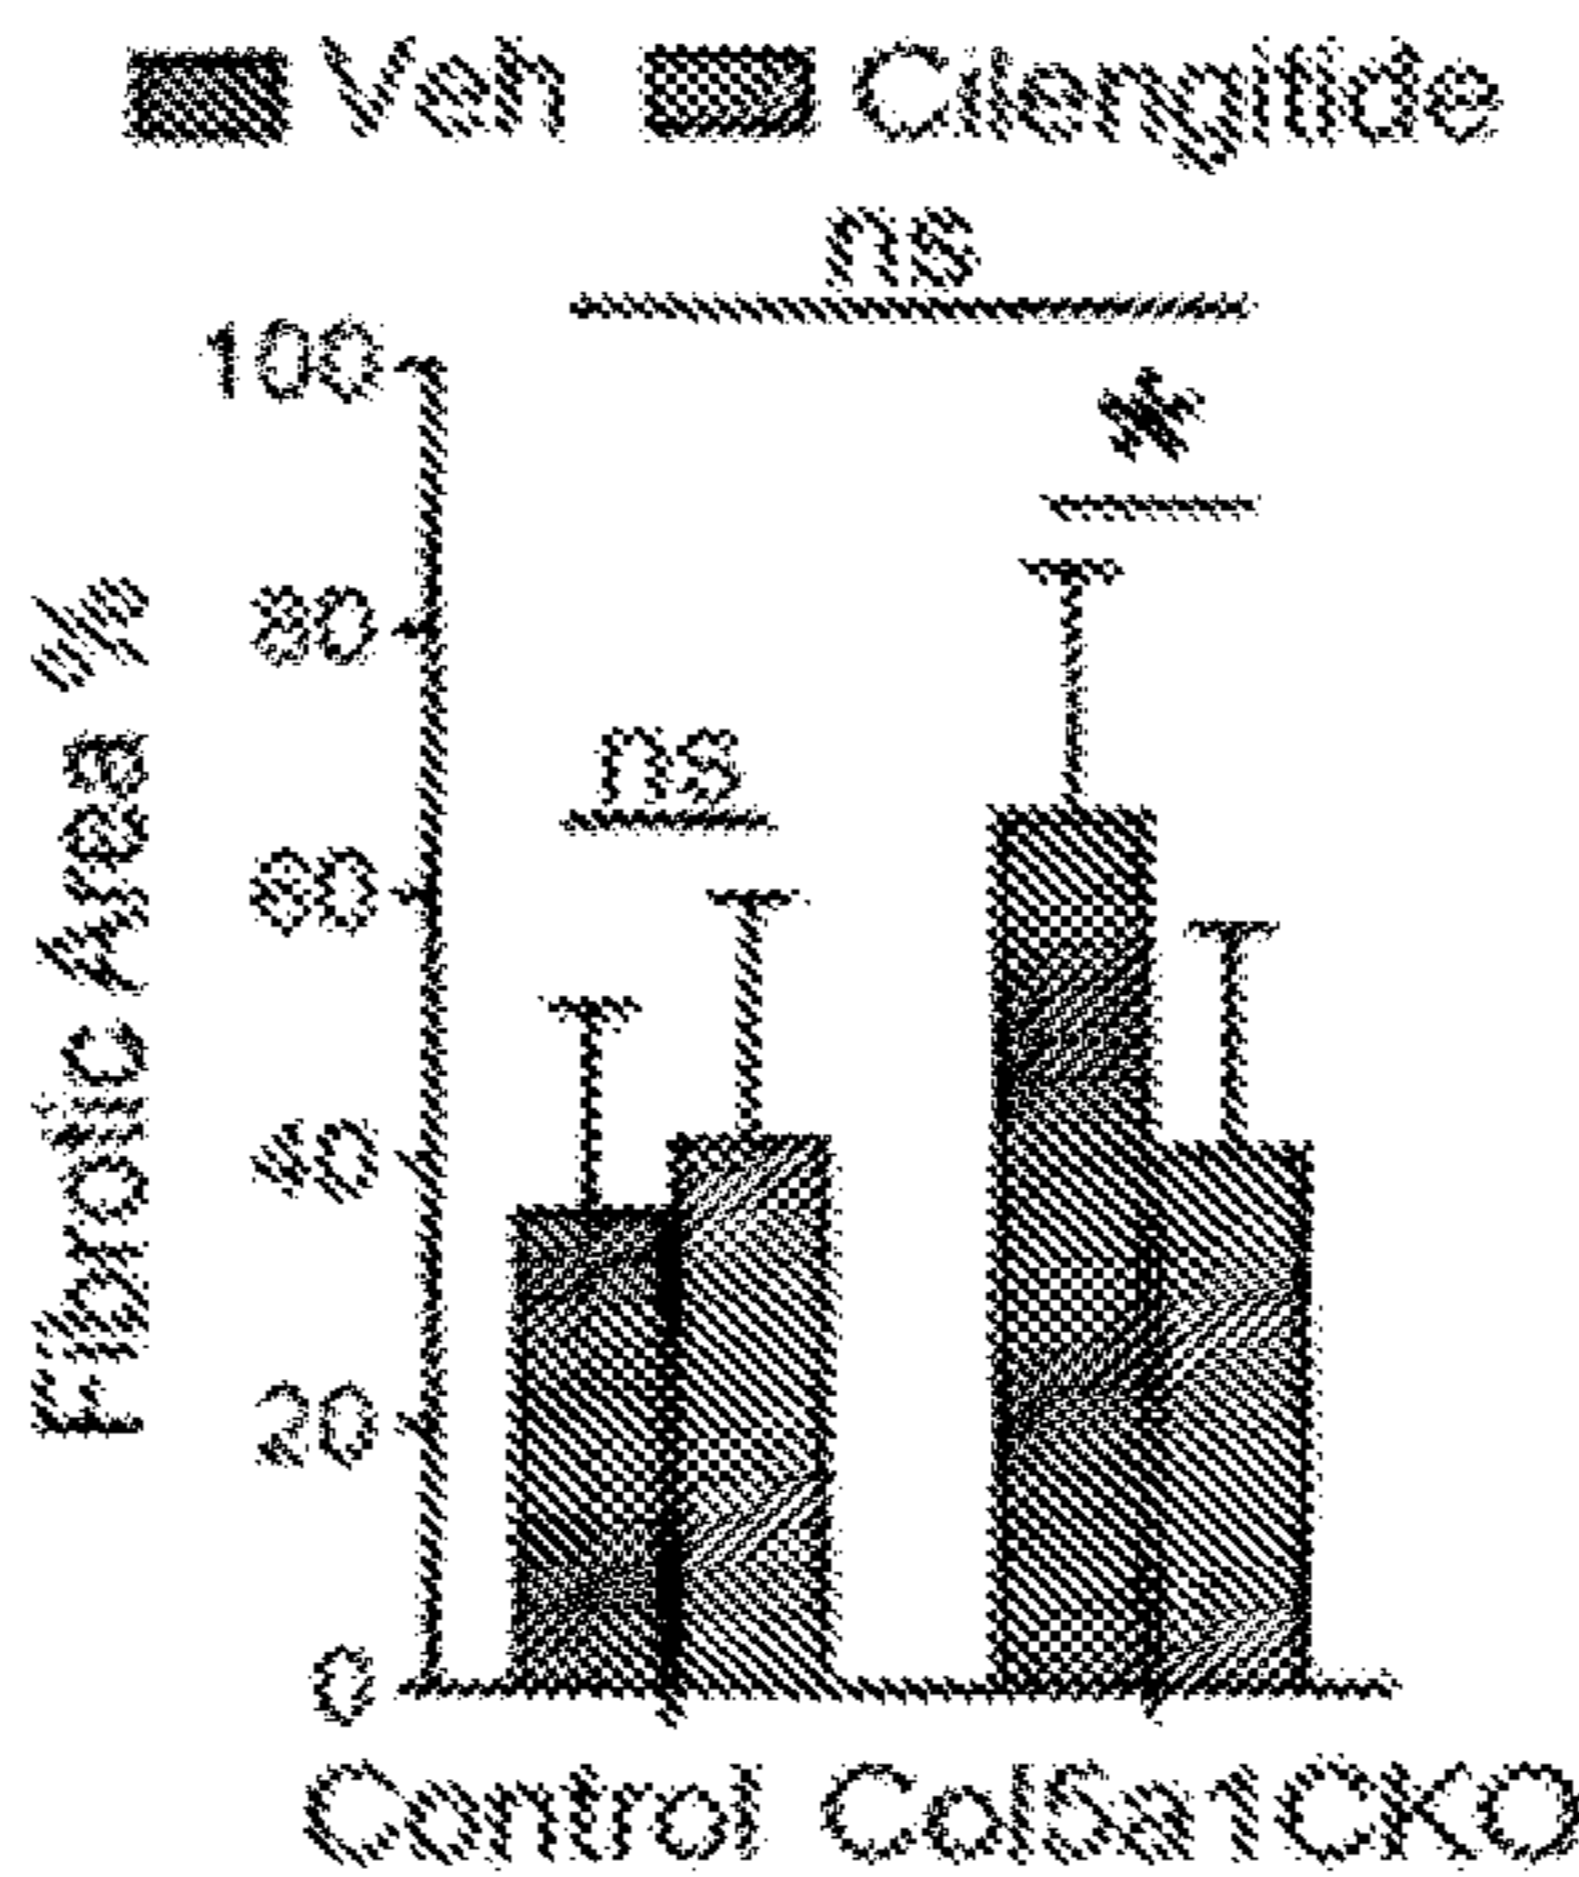 Veh Cilengitide
ns
100
*
80
ns
60
40
20
0
Fibrotic Area %
Control Col5a1CKO